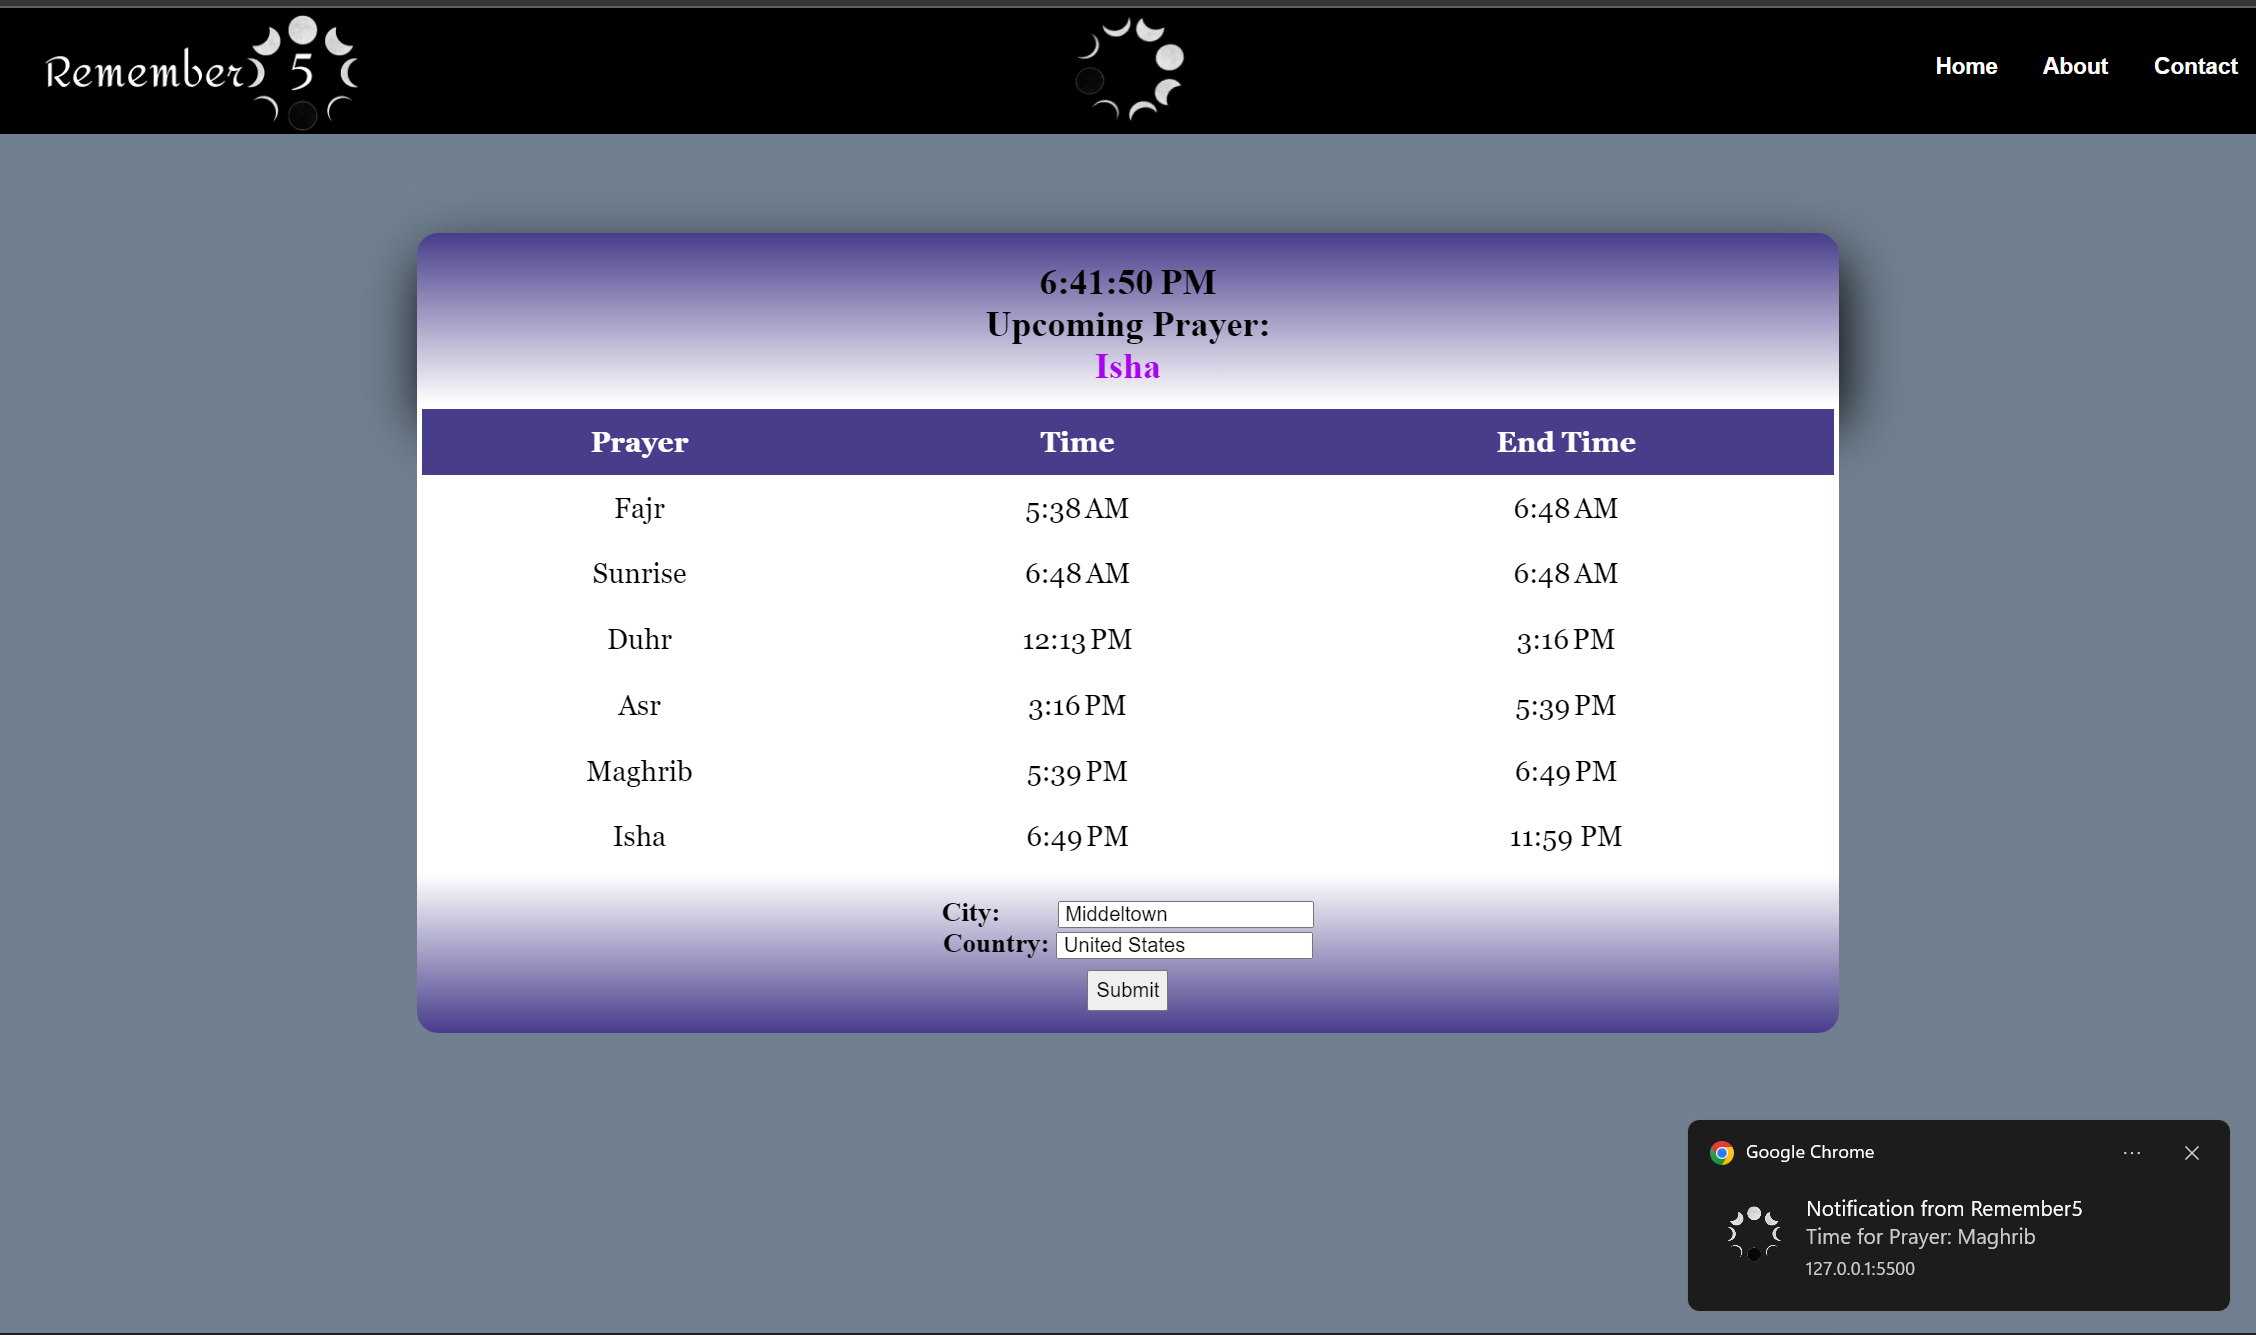 Remember 5
Home About Contact
6:41:50 PM
Upcoming Prayer:
Isha
Prayer Time End Time
Fajr 5:38 AM 6:48 AM
Sunrise 6:48 AM 6:48 AM
Duhr 12:13 PM 3:16 PM
Asr 3:16 PM 5:39 PM
Maghrib 5:39 PM 6:49 PM
Isha 6:49 PM 11:59 PM
City: Middeltown
Country: United States
Submit
Google Chrome
Notification from Remember5
Time for Prayer: Maghrib
127.0.0.1:5500